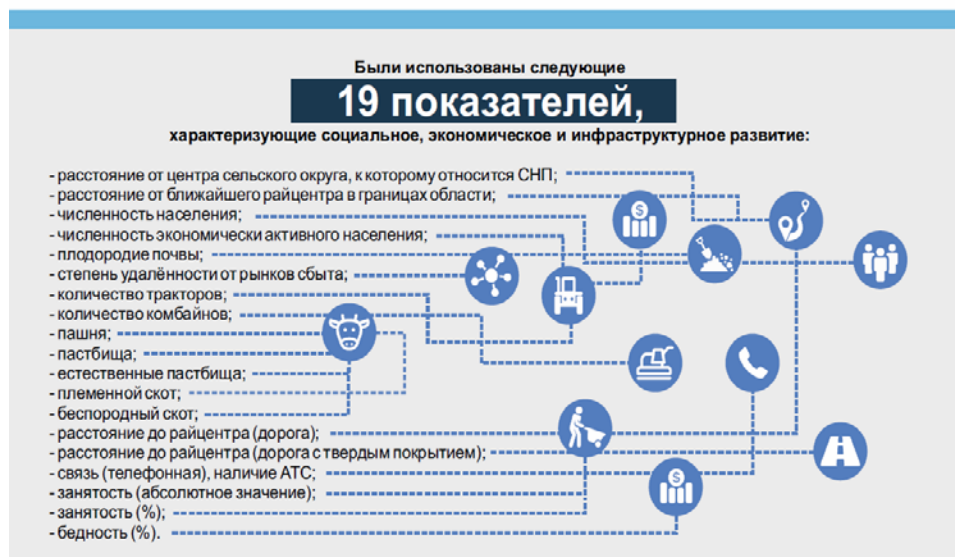 Были использованы следующие
19 показателей,
характеризующие социальное, экономическое и инфраструктурное развитие:
- расстояние от центра сельского округа, к которому относится СНП;
- расстояние от ближайшего райцентра в границах области;
- численность населения;
- численность экономически активного населения;
- плодородие почвы;
- степень удалённости от рынков сбыта;
- количество тракторов;
- количество комбайнов;
- пашня;
- пастбища;
- естественные пастбища;
- племенной скот;
- беспородный скот;
- расстояние до райцентра (дорога);
- расстояние до райцентра (дорога с твердым покрытием);
- связь (телефонная), наличие АТС;
- занятость (абсолютное значение);
- занятость (%);
- бедность (%).